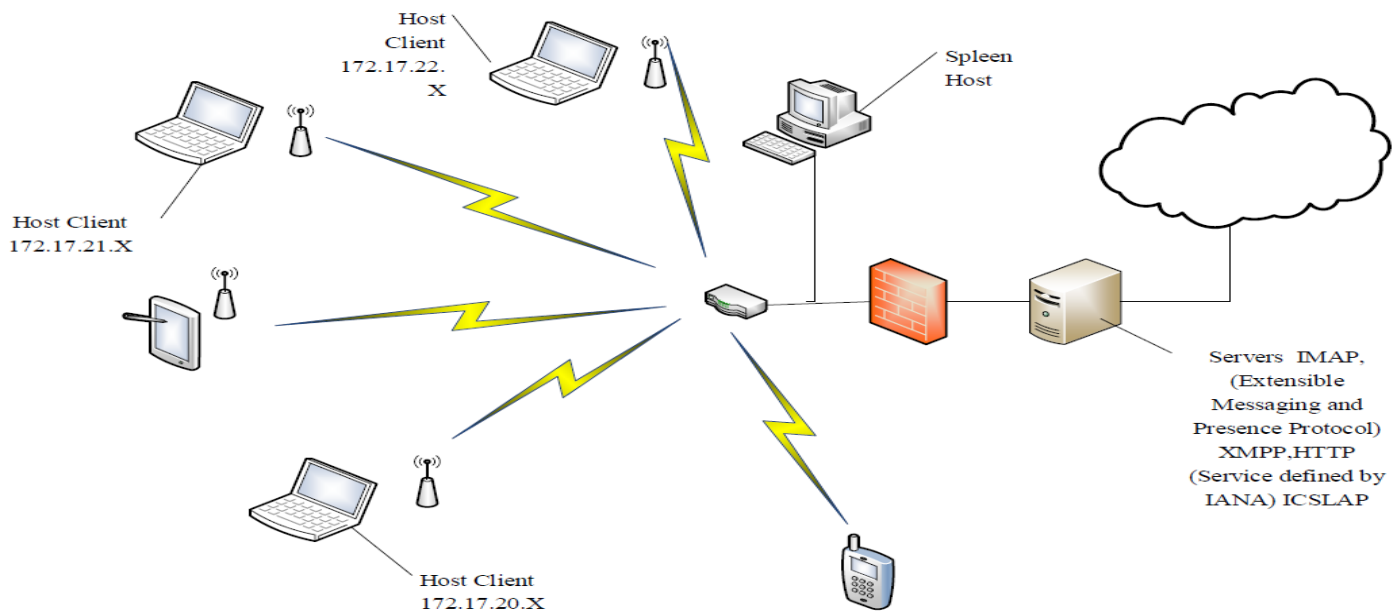 Host
Client
172.17.22.
X
Spleen
Host
Host Client
172.17.21.X
Servers IMAP,
(Extensible
Messaging and
Presence Protocol)
XMPP,HTTP
(Service defined by
IANA) ICSLAP
Host Client
172.17.20.X